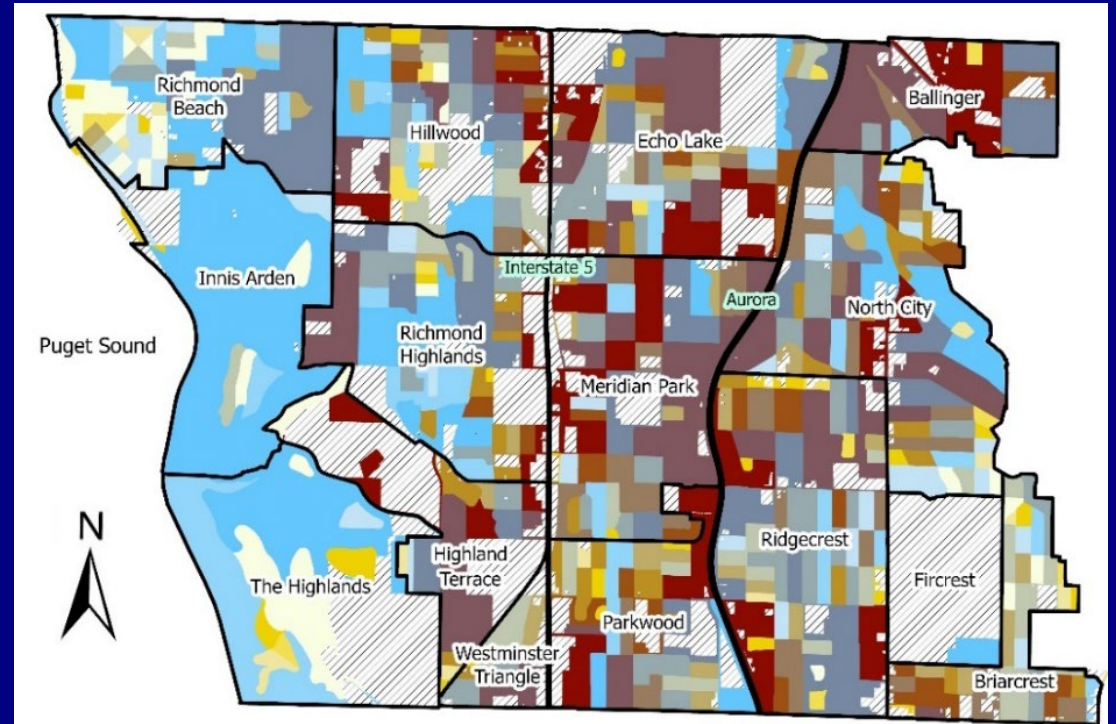 Richmond
Beach
Hillwood
Echo Lake
Ballinger
Innis Arden
Interstate 5
Aurora
North City
Puget Sound
Richmond
Highlands
Meridian Park
N
Highland
Terrace
Ridgecrest
The Highlands
Fircrest
Parkwood
Westminster
Triangle
Briarcrest